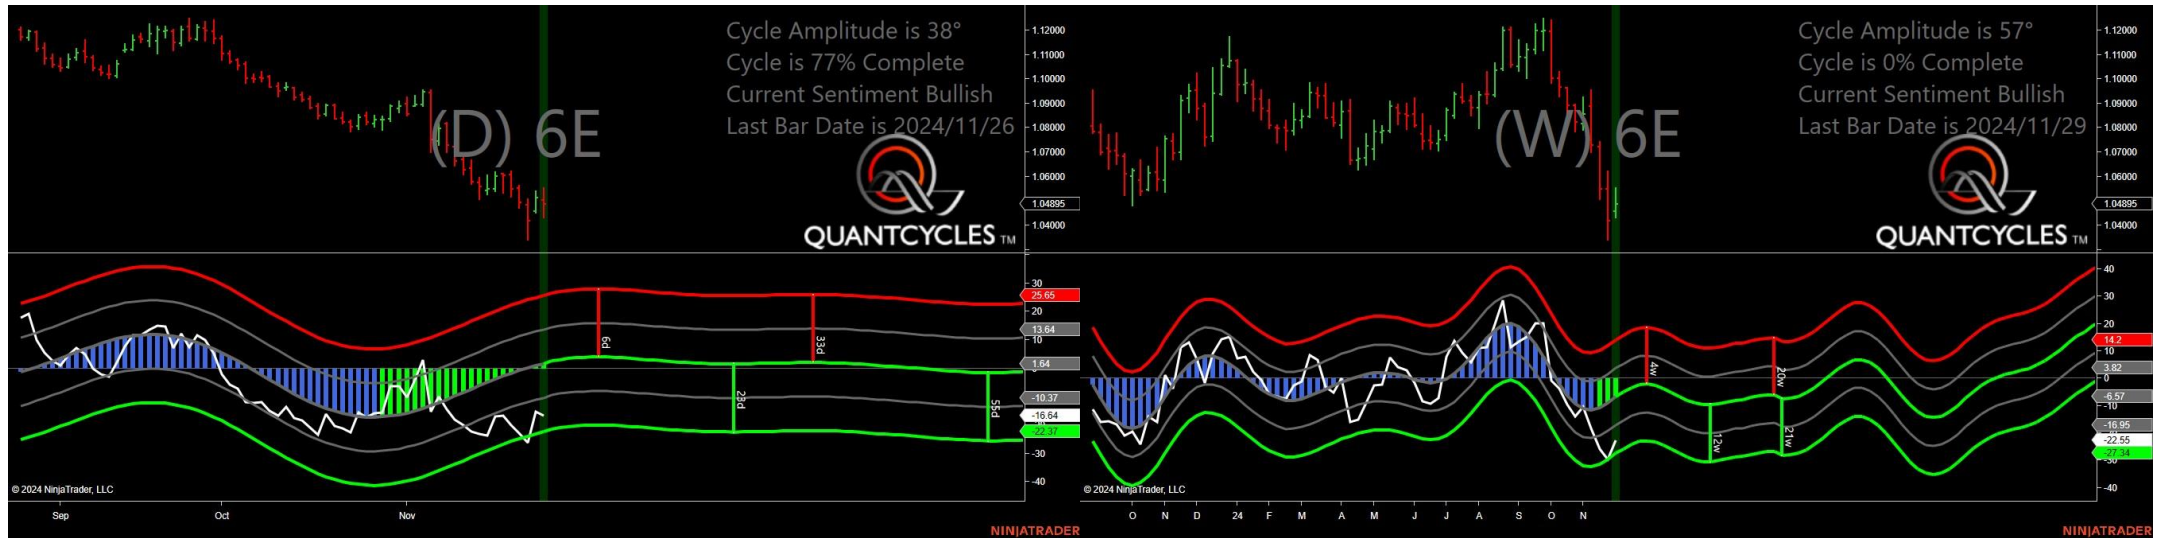 Cycle Amplitude is 38°
Cycle is 77% Complete
Current Sentiment Bullish
Last Bar Date is 2024/11/26
(D) 6E
QUANTCYCLES TM
1.12000
1.11000
1.10000
1.09000
1.08000
1.07000
1.06000
1.04895
1.04000
30
25.65
20
13.64
10
1.64
-10.37
-16.64
-22.37
-30
-40
6d
23d
33d
55d
© 2024 NinjaTrader, LLC
Sep Oct Nov
NINJATRADER
Cycle Amplitude is 57°
Cycle is 0% Complete
Current Sentiment Bullish
Last Bar Date is 2024/11/29
(W) 6E
QUANTCYCLES TM
1.12000
1.11000
1.10000
1.09000
1.08000
1.07000
1.06000
1.04895
1.04000
40
30
20
14.2
10
3.82
0
-6.57
-10
-16.95
-22.55
-27.34
-40
4w
12w
20w
21w
© 2024 NinjaTrader, LLC
O N D 24 F M A M J J A S O N
NINJATRADER